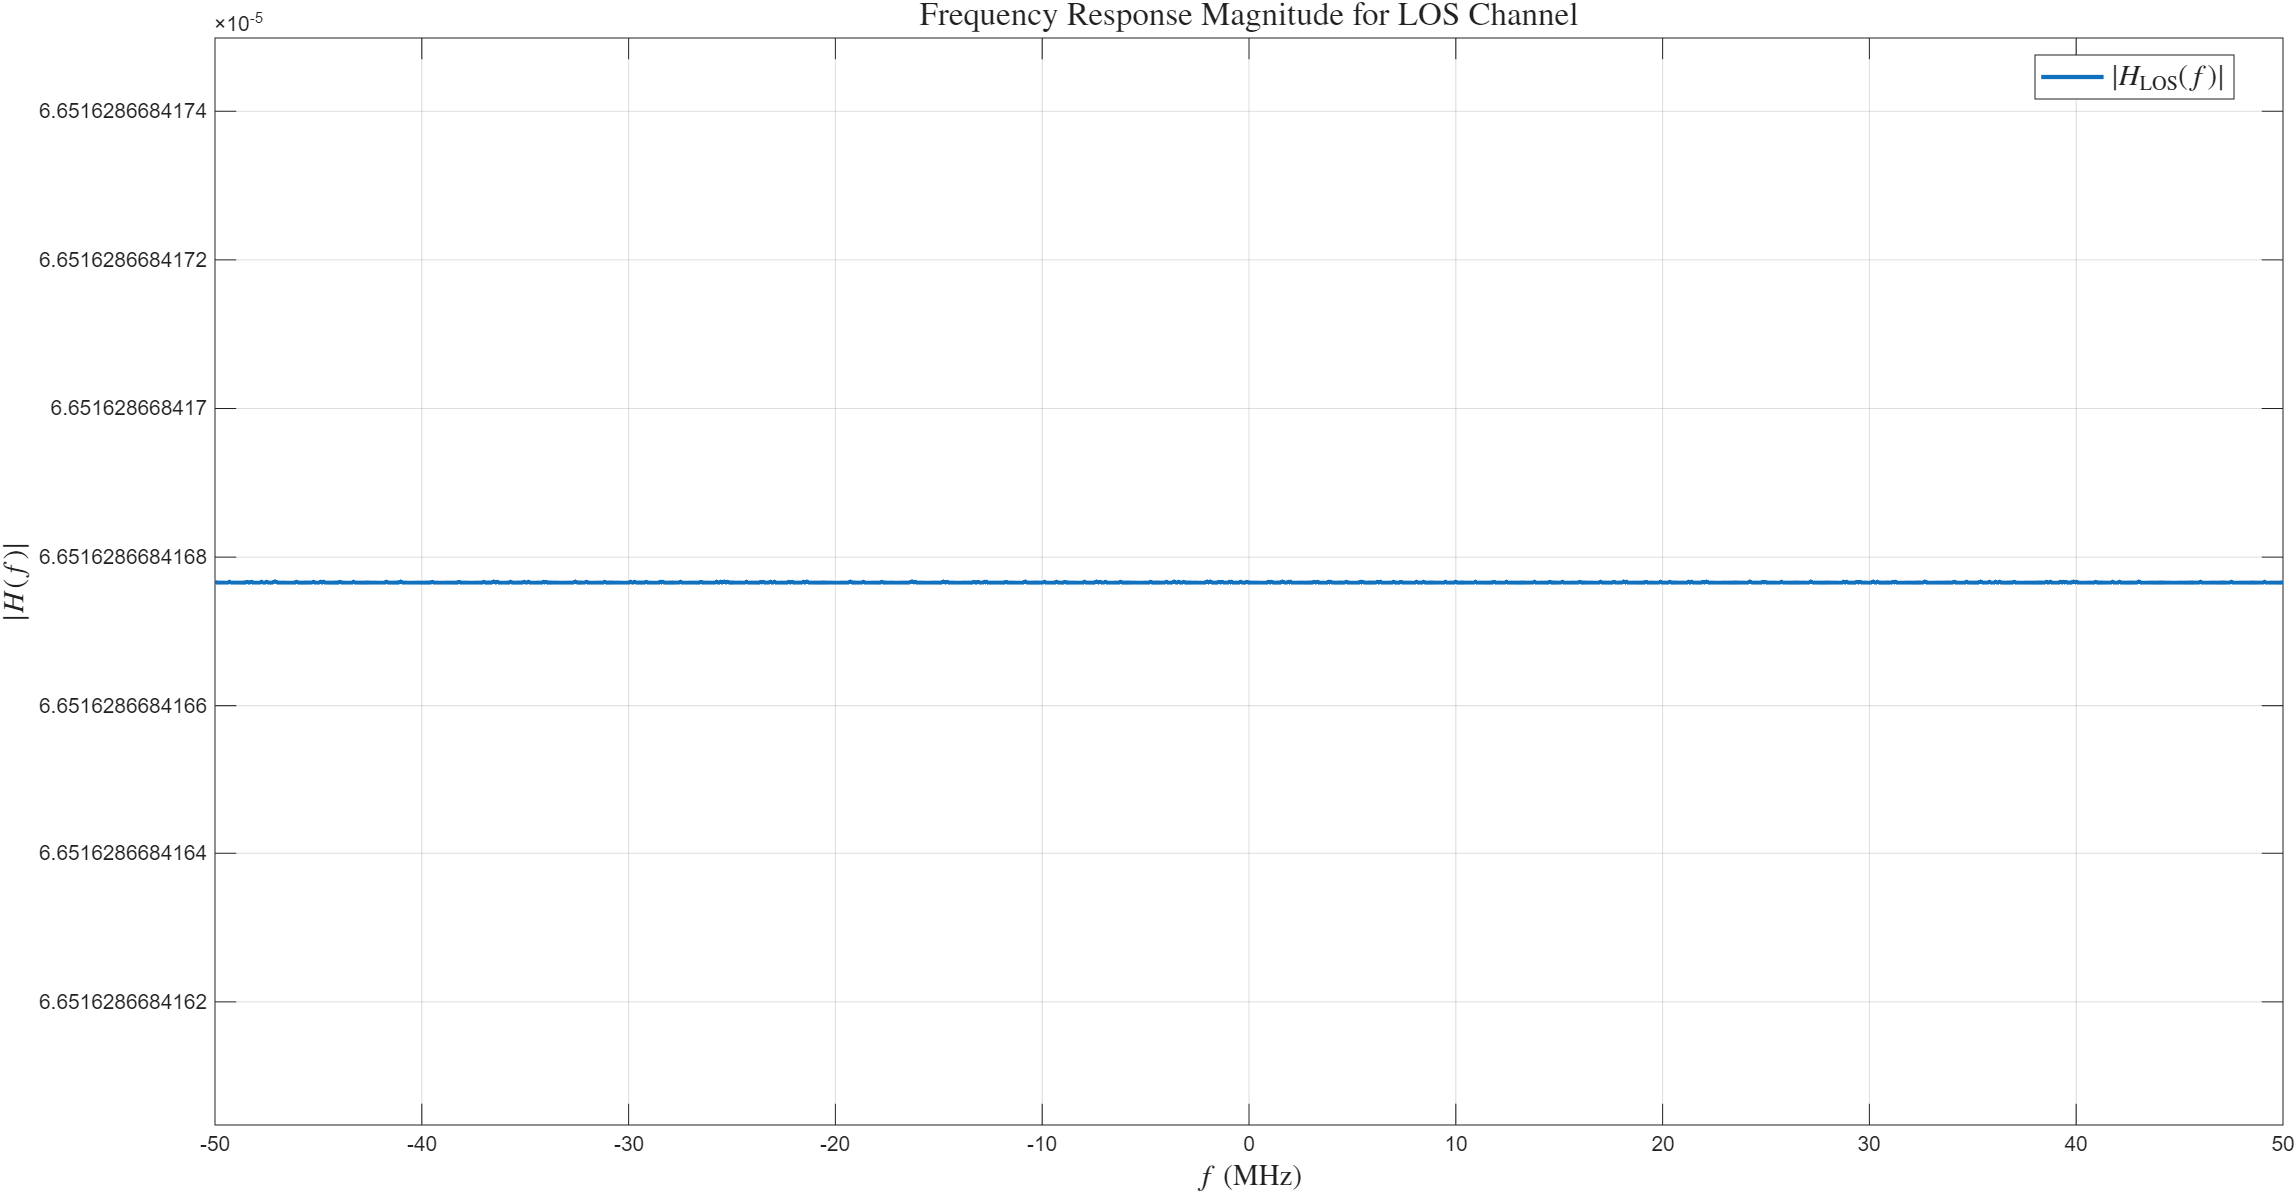 Frequency Response Magnitude for LOS Channel
×10-5
|HLOS(f)|
6.6516286684174
6.6516286684172
6.651628668417
6.6516286684168
6.6516286684166
6.6516286684164
6.6516286684162
|H(f)|
-50 -40 -30 -20 -10 0 10 20 30 40 50
f (MHz)